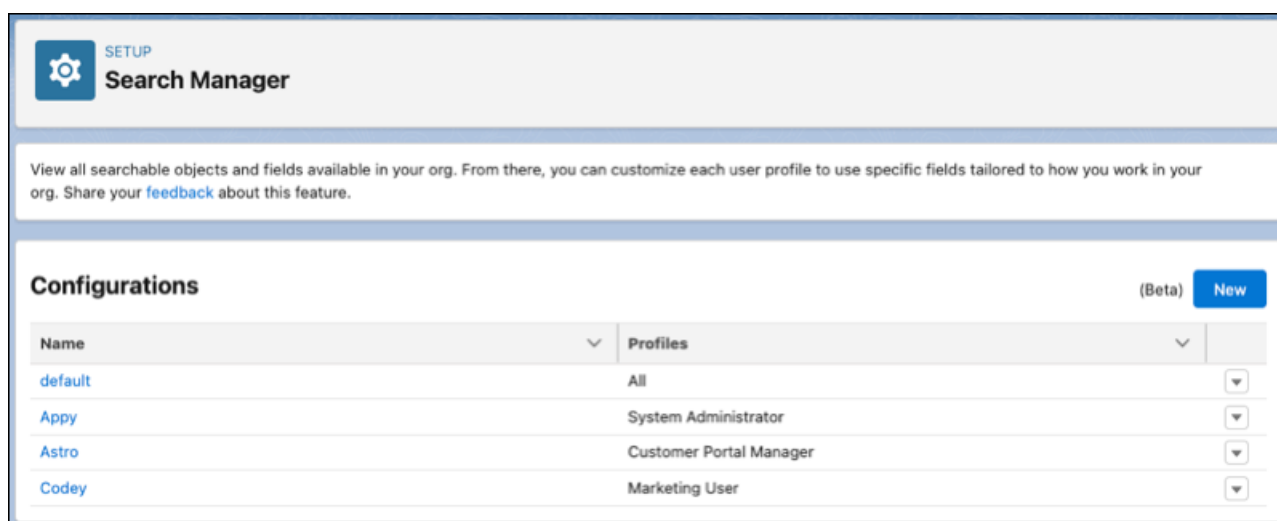 SETUP
Search Manager
View all searchable objects and fields available in your org. From there, you can customize each user profile to use specific fields tailored to how you work in your
org. Share your feedback about this feature.
Configurations
(Beta) New
Name Profiles
default All
Appy System Administrator
Astro Customer Portal Manager
Codey Marketing User